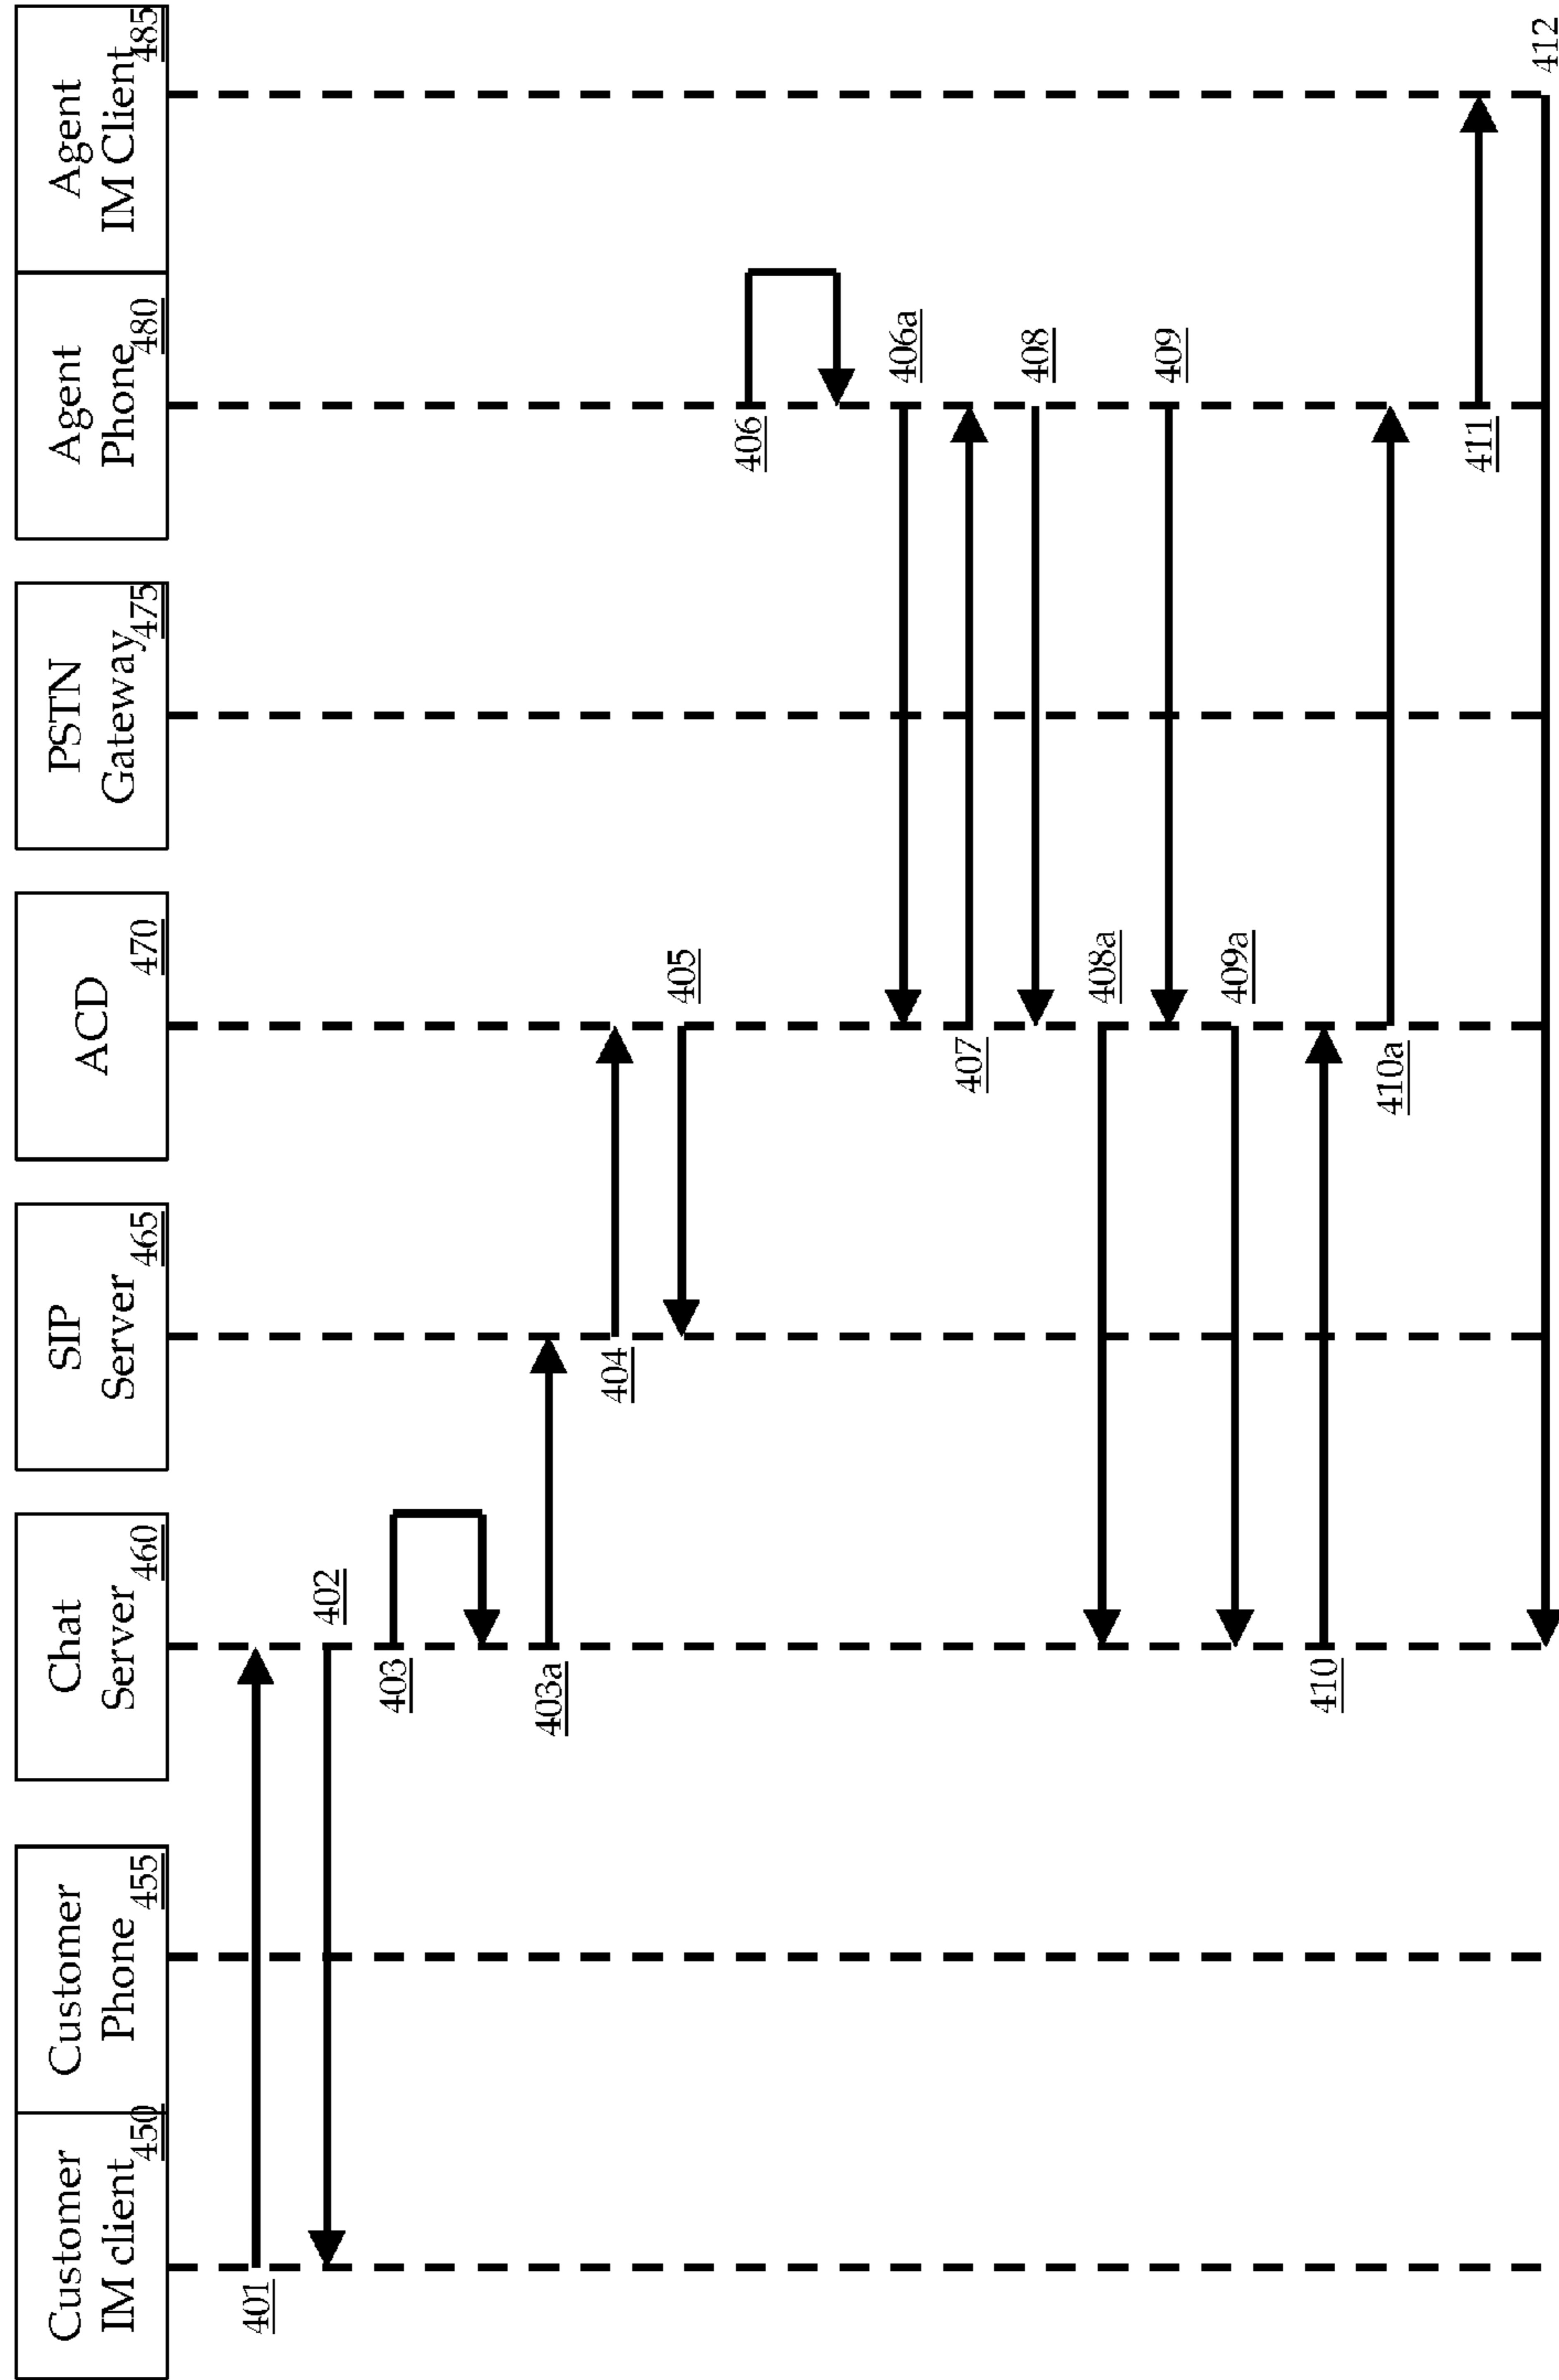 Customer
IM client
450
Customer
Phone
455
Chat
Server
460
SIP
Server
465
ACD
470
PSTN
Gateway
475
Agent
Phone
480
Agent
IM Client
485
401
402
403
403a
404
405
406
406a
407
408
408a
409
409a
410
410a
411
412